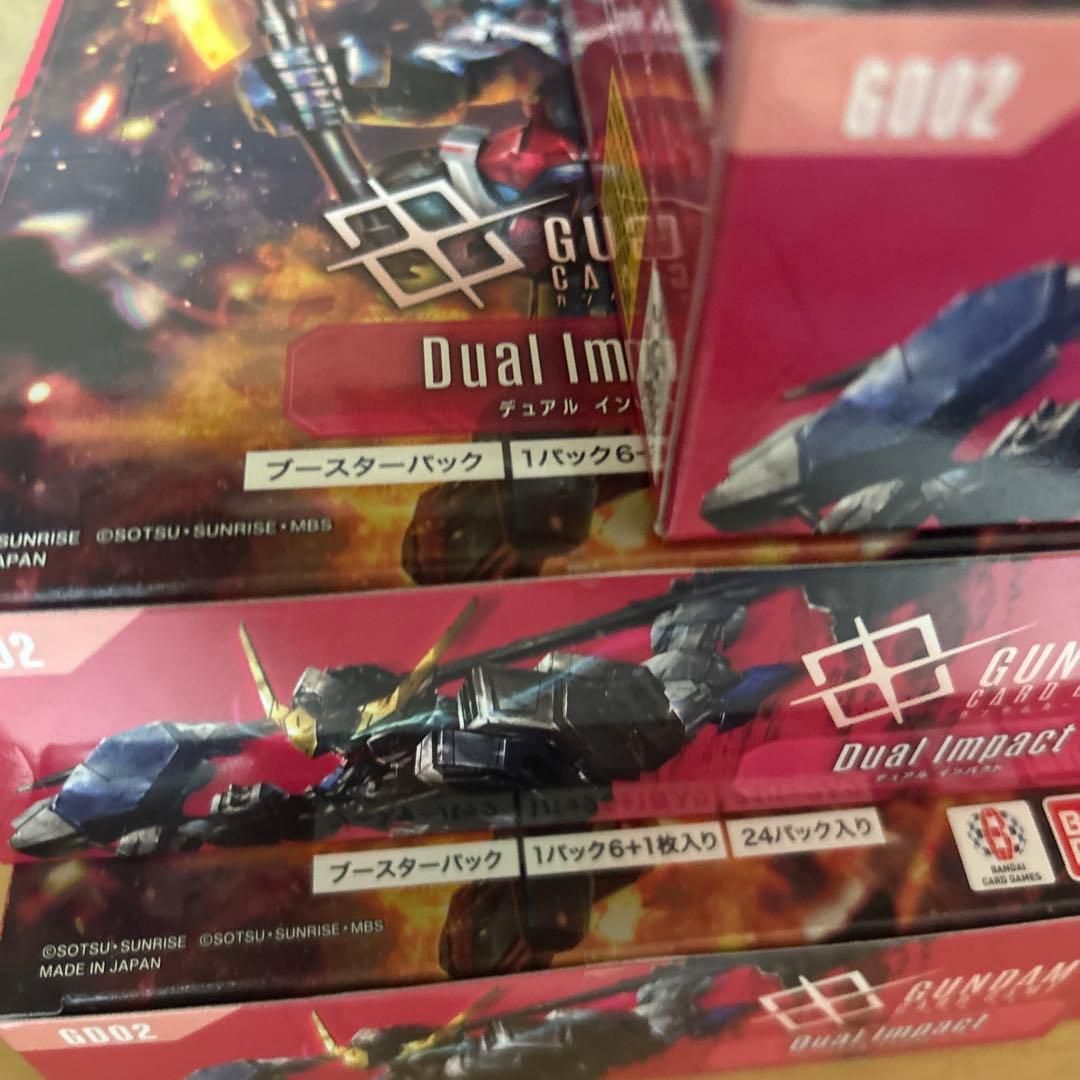 GD02
GU
CA
Dual Im
デュアル イン
ブースターパック
1パック6+
SUNRISE ©SOTSU・SUNRISE・MBS
APAN
02
GUN
CARD
Dual Impact
デュアル インパクト
ブースターパック
1パック6+1枚入り
24パック入り
BANDAI
CARD GAMES
©SOTSU・SUNRISE ©SOTSU・SUNRISE・MBS
MADE IN JAPAN
GD02
GUNDAM
Dual Impact